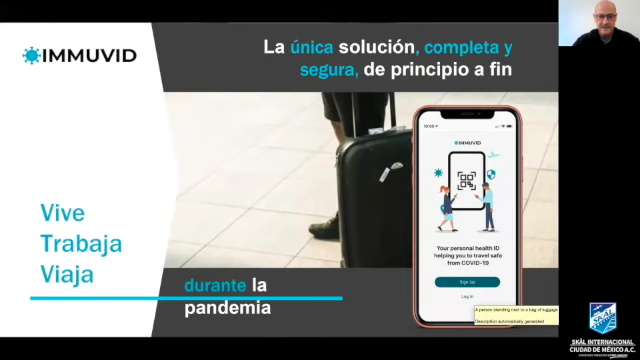 IMMUVID
La única solución, completa y
segura, de principio a fin
Vive
Trabaja
Viaja
durante la
pandemia
IMMUVID
Your personal health ID
helping you to travel safe
from COVID-19
Sign Up
Log in
A person standing next to a bag of luggage
Description automatically generated
SKÅL
SKÅL INTERNACIONAL
CIUDAD DE MÉXICO A.C.